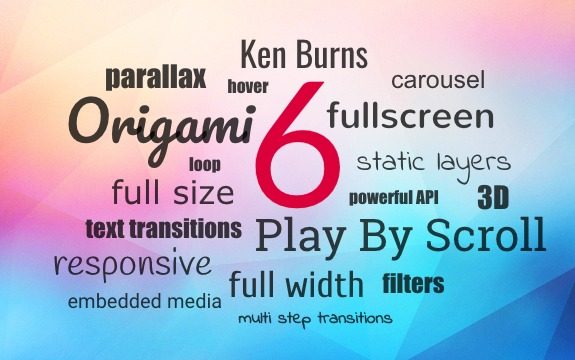 Ken Burns
parallax
hover
carousel
Origami
6
fullscreen
loop
static layers
full size
powerful API
3D
text transitions
Play By Scroll
responsive
full width
filters
embedded media
multi step transitions